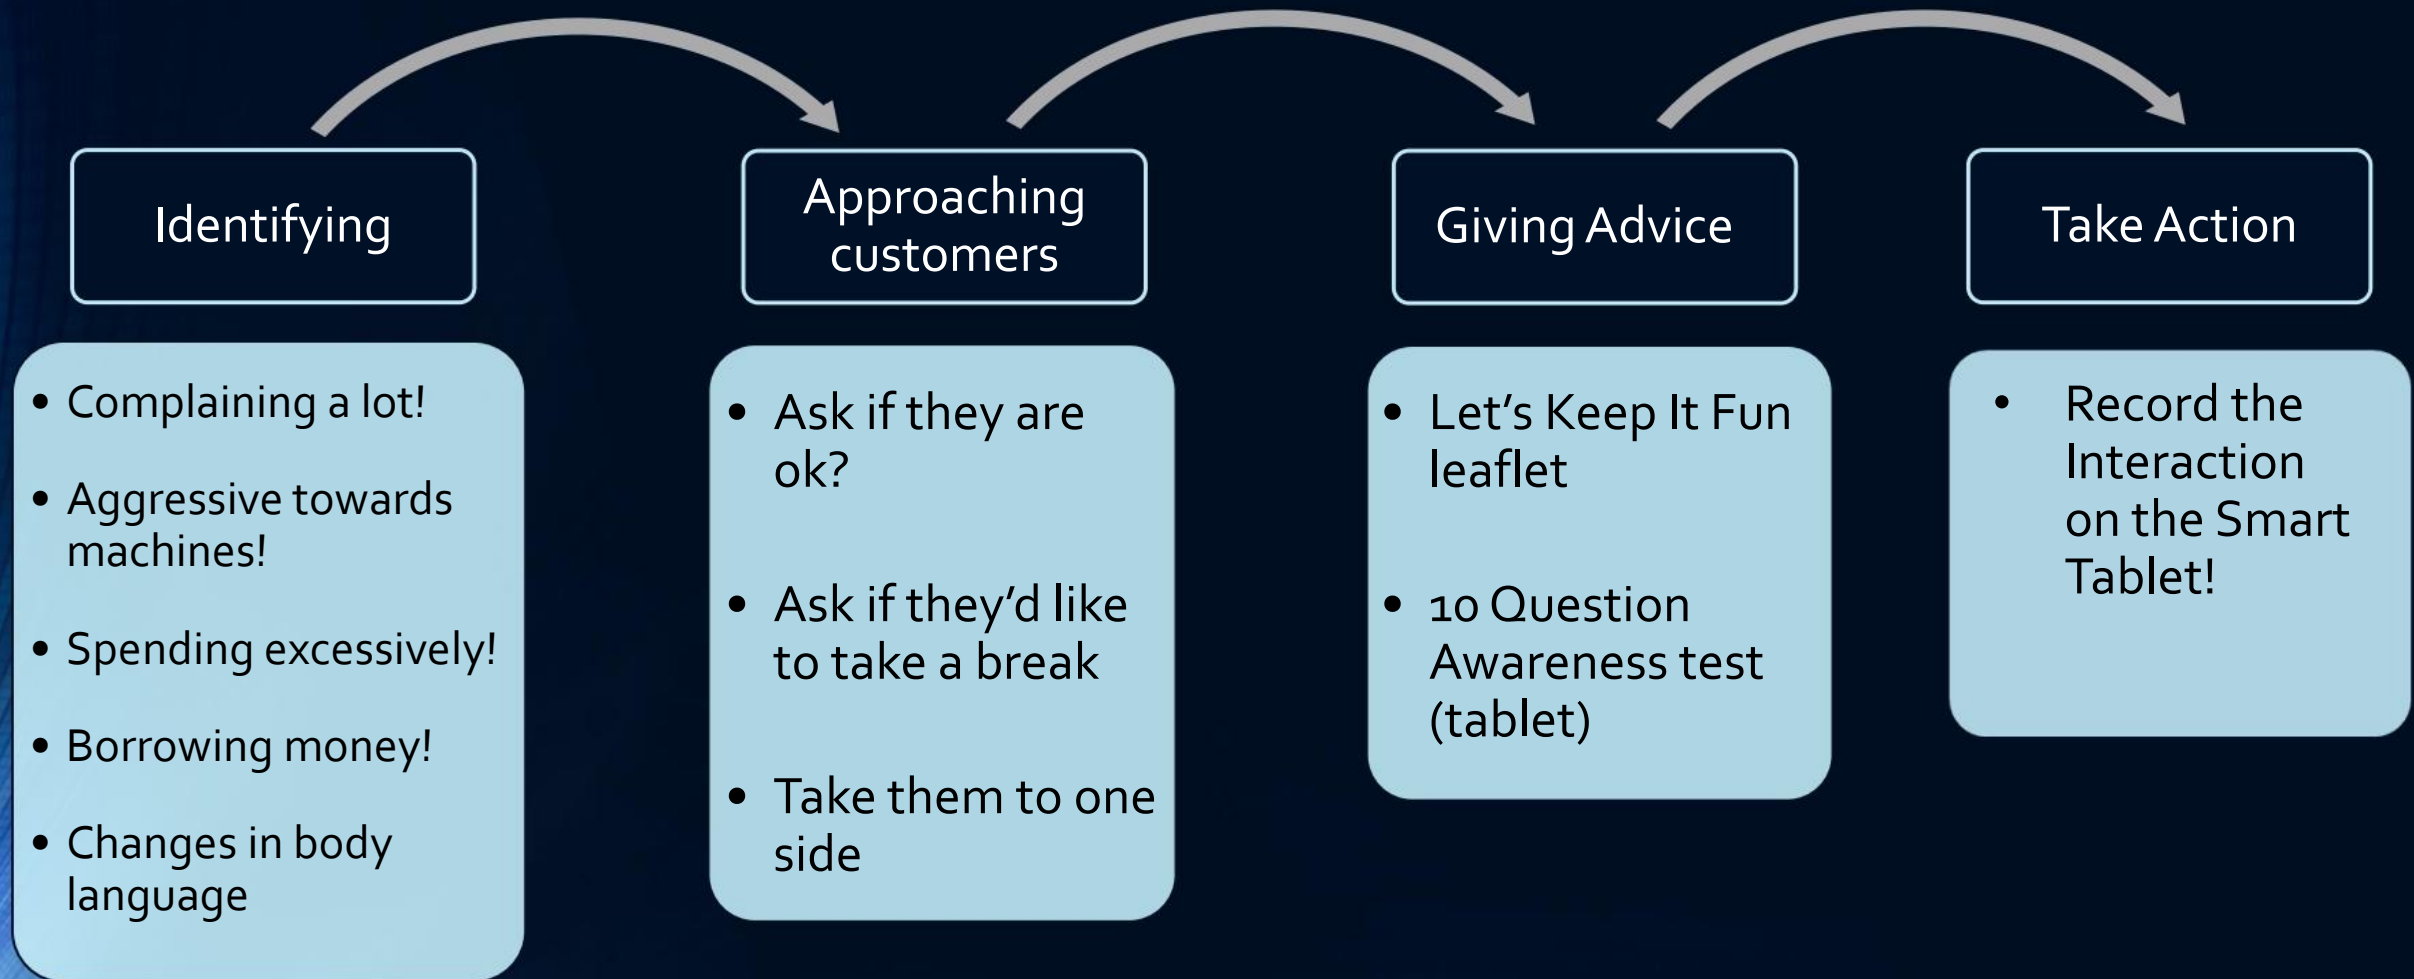 Identifying
• Complaining a lot!
• Aggressive towards
machines!
• Spending excessively!
• Borrowing money!
• Changes in body
language
Approaching
customers
• Ask if they are
ok?
• Ask if they’d like
to take a break
• Take them to one
side
Giving Advice
• Let’s Keep It Fun
leaflet
• 10 Question
Awareness test
(tablet)
Take Action
• Record the
Interaction
on the Smart
Tablet!